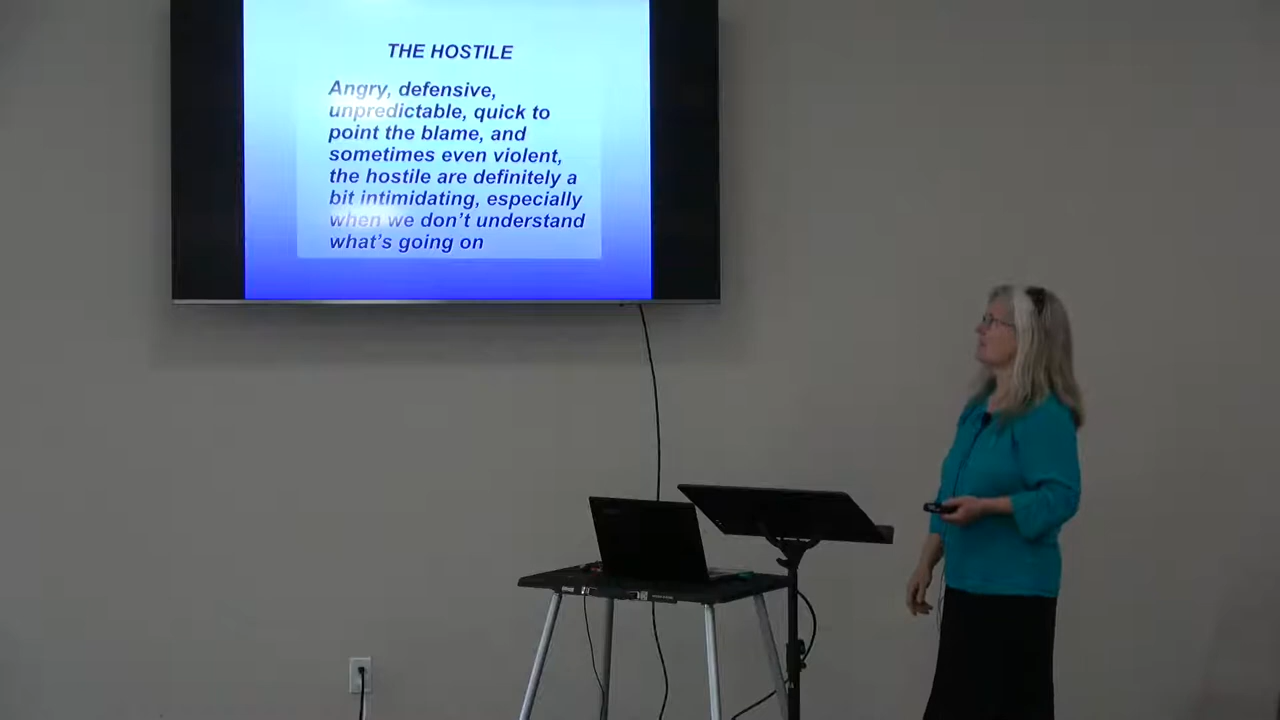 THE HOSTILE
Angry, defensive,
unpredictable, quick to
point the blame, and
sometimes even violent,
the hostile are definitely a
bit intimidating, especially
when we don't understand
what's going on